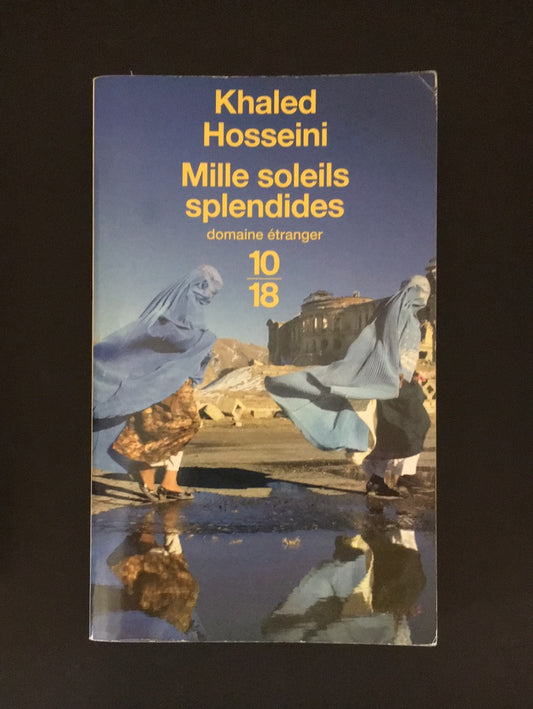 Khaled
Hosseini
Mille soleils
splendides
domaine étranger
10
18